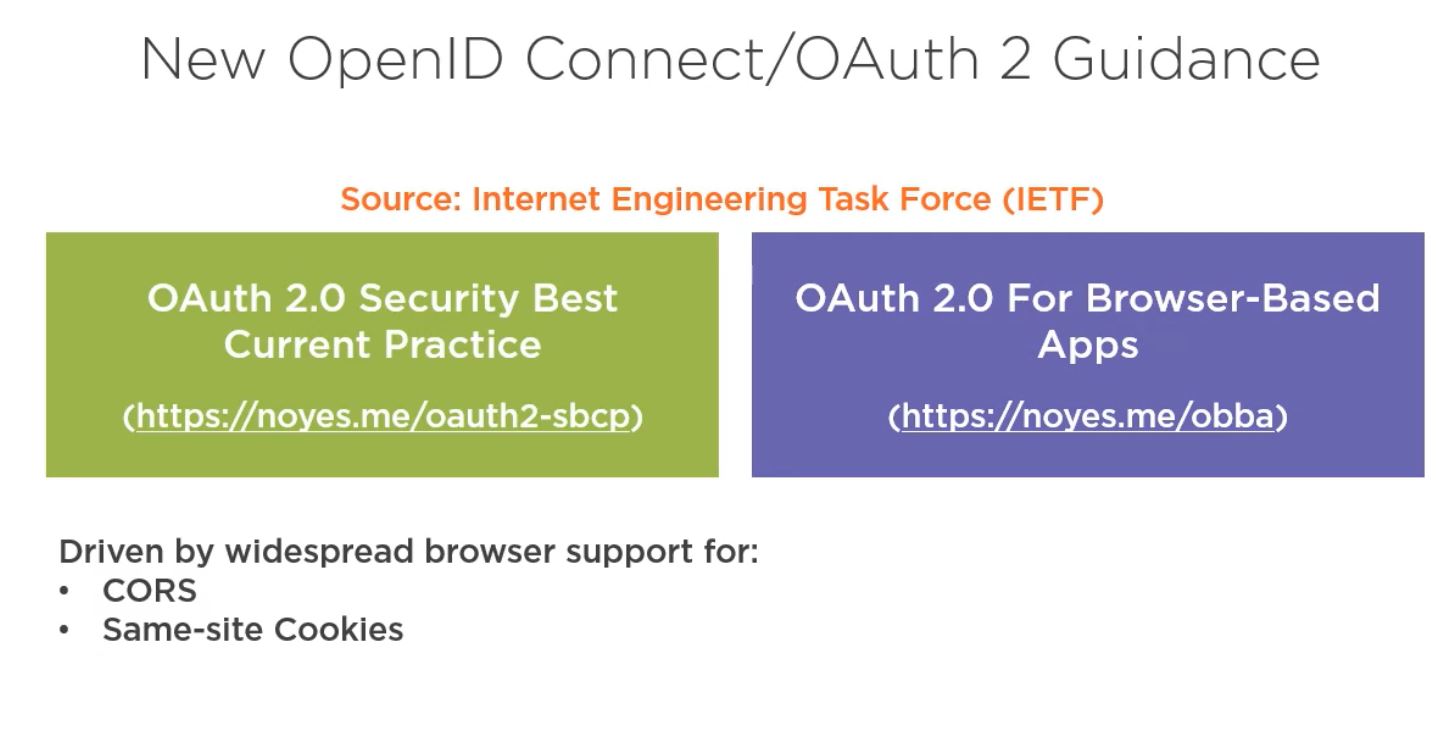 New OpenID Connect/OAuth 2 Guidance
Source: Internet Engineering Task Force (IETF)
OAuth 2.0 Security Best
Current Practice
(https://noyes.me/oauth2-sbcp)
OAuth 2.0 For Browser-Based
Apps
(https://noyes.me/obba)
Driven by widespread browser support for:
• CORS
• Same-site Cookies